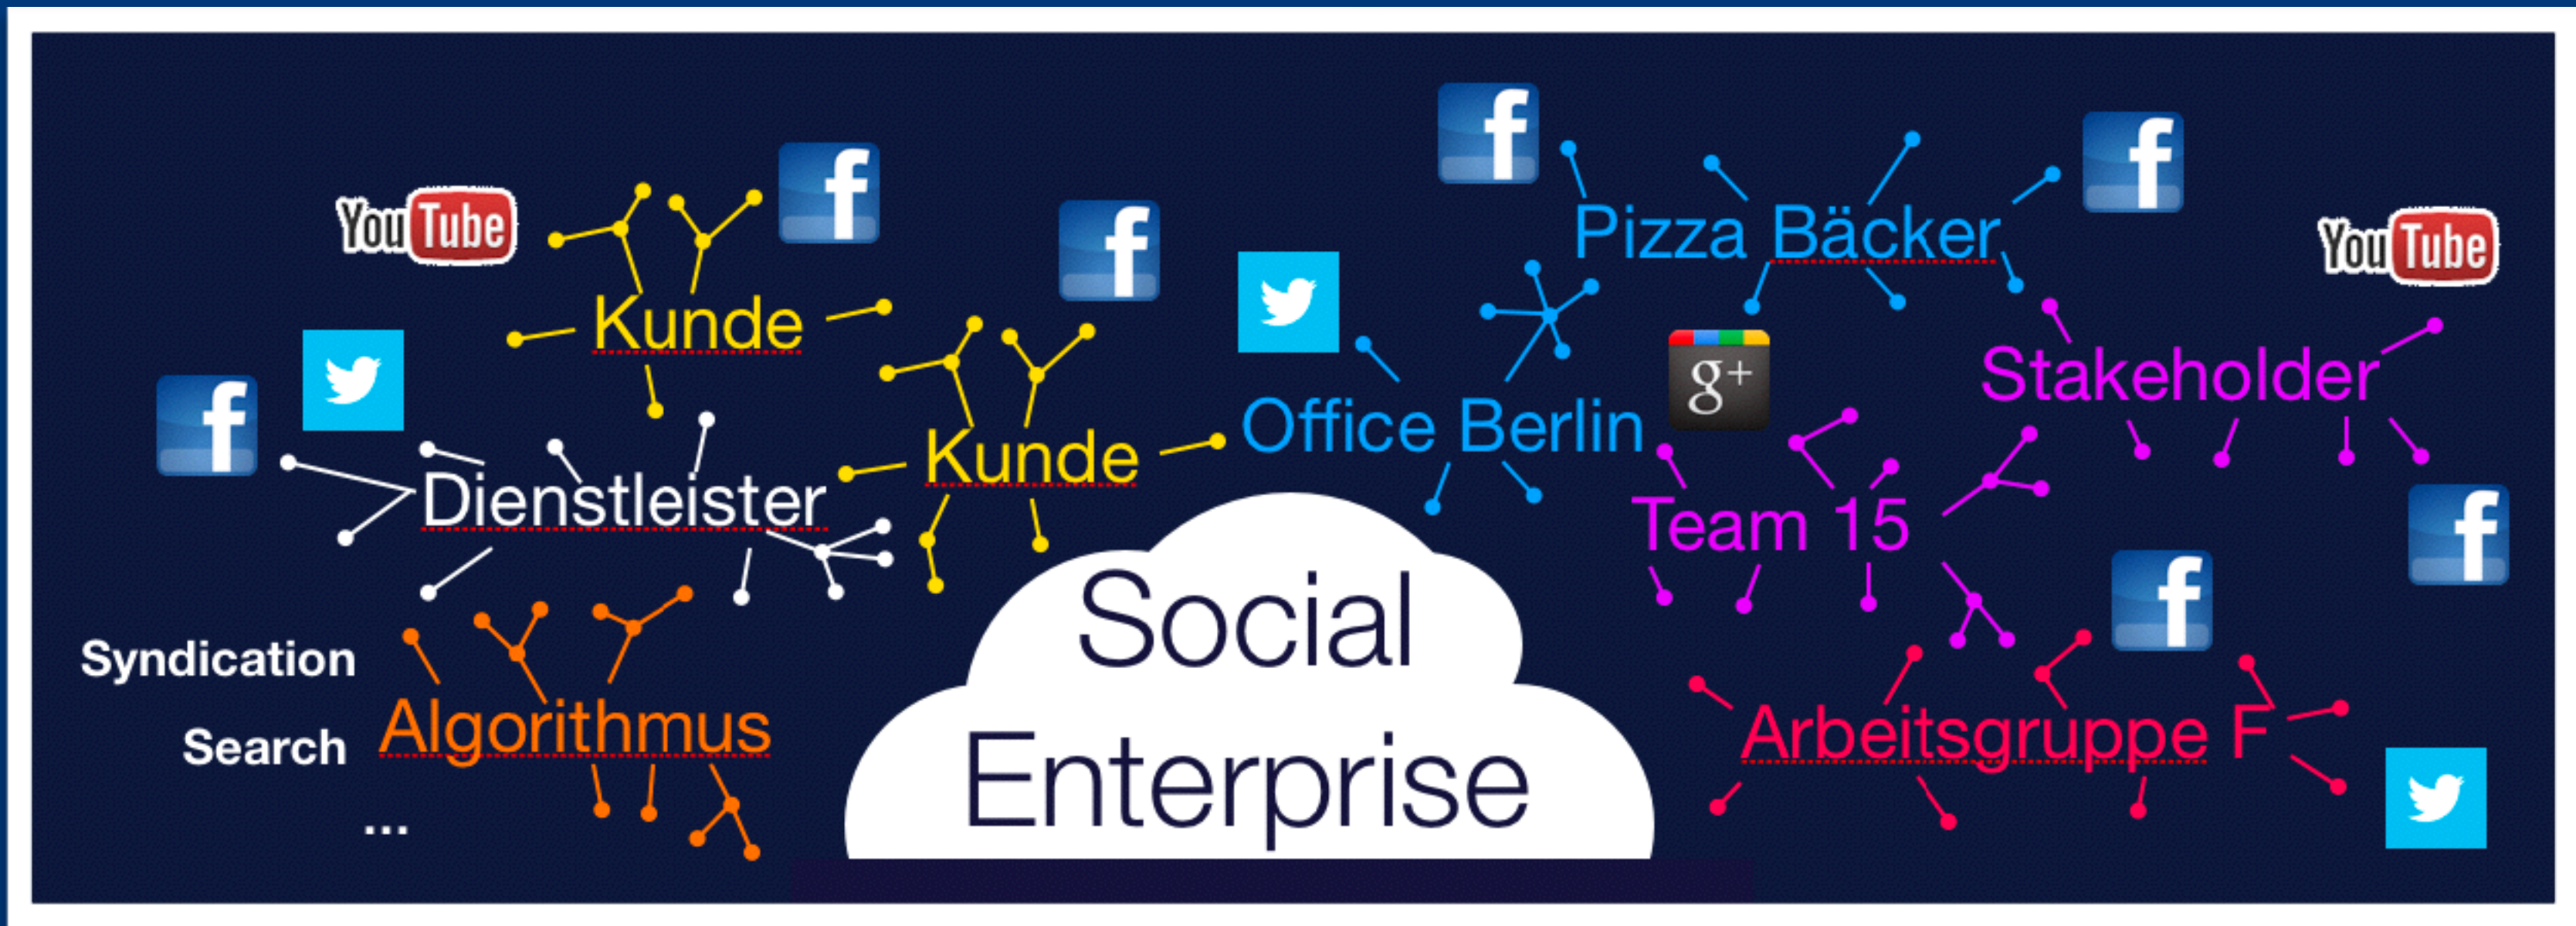 f
f
f
Pizza Bäcker
YouTube
f
YouTube
Kunde
g+
Stakeholder
f
Office Berlin
Kunde
Dienstleister
Team 15
f
f
Social
Syndication
Algorithmus
Arbeitsgruppe F
Search
Enterprise
...